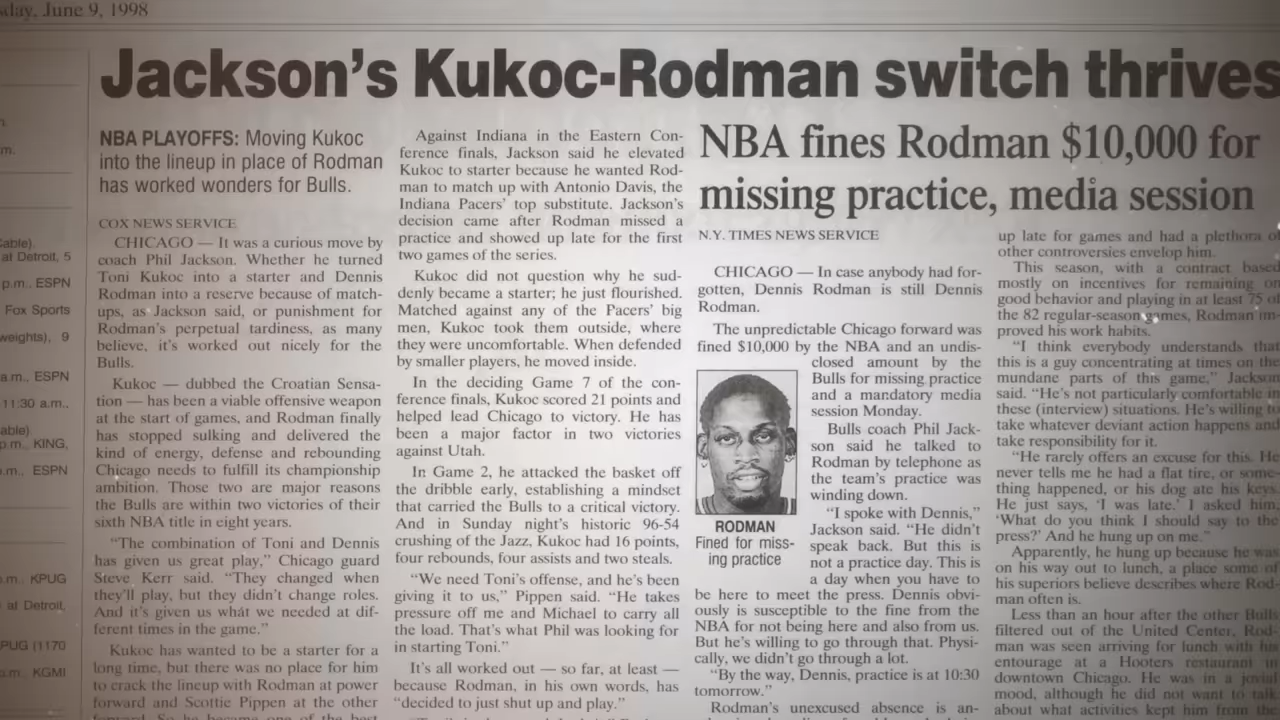 sday, June 9, 1998
Jackson's Kukoc-Rodman switch thrives
NBA PLAYOFFS: Moving Kukoc
into the lineup in place of Rodman
has worked wonders for Bulls.
COX NEWS SERVICE
CHICAGO — It was a curious move by
coach Phil Jackson. Whether he turned
Toni Kukoc into a starter and Dennis
Rodman into a reserve because of match-
ups, as Jackson said, or punishment for
Rodman's perpetual tardiness, as many
believe, it's worked out nicely for the
Bulls.
Kukoc — dubbed the Croatian Sensa-
tion — has been a viable offensive weapon
at the start of games, and Rodman finally
has stopped sulking and delivered the
kind of energy, defense and rebounding
Chicago needs to fulfill its championship
ambition. Those two are major reasons
the Bulls are within two victories of their
sixth NBA title in eight years.
"The combination of Toni and Dennis
has given us great play," Chicago guard
Steve Kerr said. "They changed when
they'll play, but they didn't change roles.
And it's given us what we needed at dif-
ferent times in the game."
Kukoc has wanted to be a starter for a
long time, but there was no place for him
to crack the lineup with Rodman at power
forward and Scottie Pippen at the other
forward. So he became one of the best
Against Indiana in the Eastern Con-
ference finals, Jackson said he elevated
Kukoc to starter because he wanted Rod-
man to match up with Antonio Davis, the
Indiana Pacers' top substitute. Jackson's
decision came after Rodman missed a
practice and showed up late for the first
two games of the series.
Kukoc did not question why he sud-
denly became a starter; he just flourished.
Matched against any of the Pacers' big
men, Kukoc took them outside, where
they were uncomfortable. When defended
by smaller players, he moved inside.
In the deciding Game 7 of the con-
ference finals, Kukoc scored 21 points and
helped lead Chicago to victory. He has
been a major factor in two victories
against Utah.
In Game 2, he attacked the basket off
the dribble early, establishing a mindset
that carried the Bulls to a critical victory.
And in Sunday night's historic 96-54
crushing of the Jazz, Kukoc had 16 points,
four rebounds, four assists and two steals.
"We need Toni's offense, and he's been
giving it to us," Pippen said. "He takes
pressure off me and Michael to carry all
the load. That's what Phil was looking for
in starting Toni."
It's all worked out — so far, at least —
because Rodman, in his own words, has
"decided to just shut up and play."
NBA fines Rodman $10,000 for
missing practice, media session
N.Y. TIMES NEWS SERVICE
CHICAGO — In case anybody had for-
gotten, Dennis Rodman is still Dennis
Rodman.
The unpredictable Chicago forward was
fined $10,000 by the NBA and an undis-
closed amount by the
Bulls for missing practice
and a mandatory media
session Monday.
Bulls coach Phil Jack-
son said he talked to
Rodman by telephone as
the team's practice was
winding down.
"I spoke with Dennis,"
Jackson said. "He didn't
speak back. But this is
not a practice day. This is
a day when you have to
be here to meet the press. Dennis obvi-
ously is susceptible to the fine from the
NBA for not being here and also from us.
But he's willing to go through that. Physi-
cally, we didn't go through a lot.
"By the way, Dennis, practice is at 10:30
tomorrow."
Rodman's unexcused absence is an-
RODMAN
Fined for miss-
ing practice
up late for games and had a plethora of
other controversies envelop him.
This season, with a contract based
mostly on incentives for remaining on
good behavior and playing in at least 75 of
the 82 regular-season games, Rodman im-
proved his work habits.
"I think everybody understands that
this is a guy concentrating at times on the
mundane parts of this game," Jackson
said. "He's not particularly comfortable in
these (interview) situations. He's willing to
take whatever deviant action happens and
take responsibility for it.
"He rarely offers an excuse for this. He
never tells me he had a flat tire, or some-
thing happened, or his dog ate his keys.
He just says, 'I was late.' I asked him,
'What do you think I should say to the
press?' And he hung up on me."
Apparently, he hung up because he was
on his way out to lunch, a place some of
his superiors believe describes where Rod-
man often is.
Less than an hour after the other Bulls
filtered out of the United Center, Rod-
man was seen arriving for lunch with his
entourage at a Hooters restaurant in
downtown Chicago. He was in a jovial
mood, although he did not want to talk
about what activities kept him from the
m.
Cable).
at Detroit, 5
p.m., ESPN
Fox Sports
weights), 9
a.m., ESPN
11:30 a.m.,
able).
p.m., KING,
p.m., ESPN
p.m., KPUG
at Detroit,
PUG (1170
a.m., KGMI